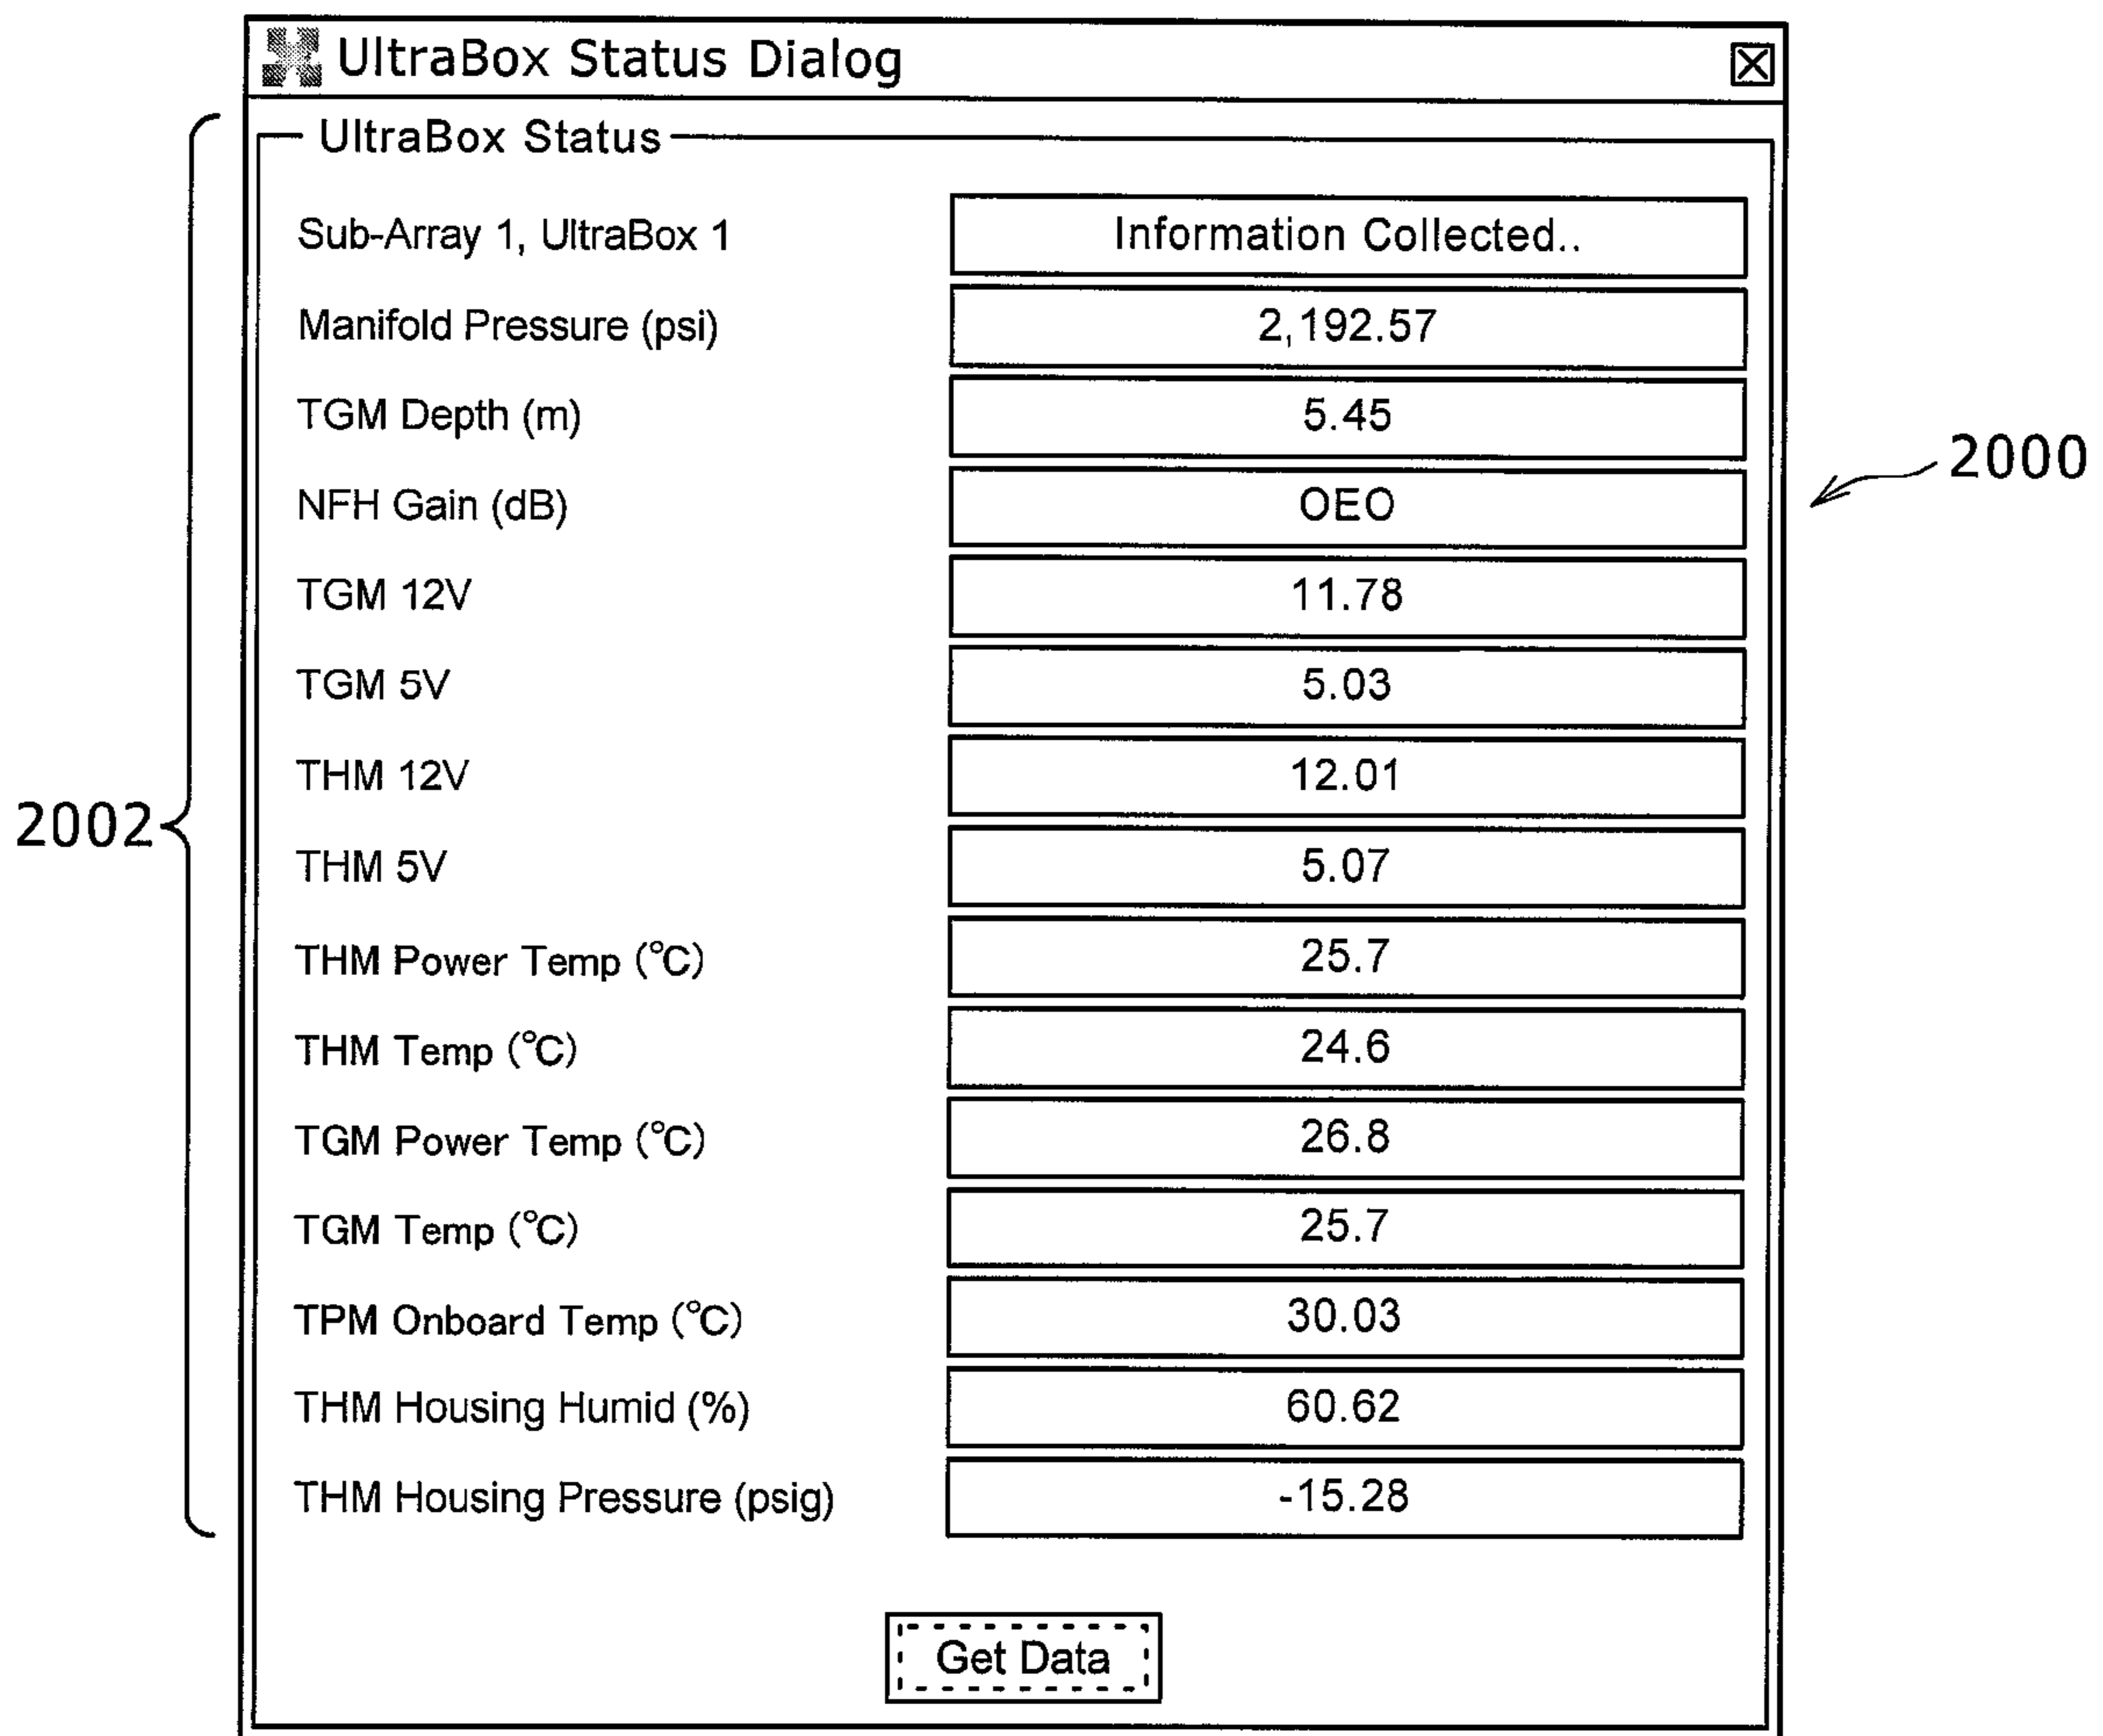 UltraBox Status Dialog
UltraBox Status
Sub-Array 1, UltraBox 1 Information Collected..
Manifold Pressure (psi) 2,192.57
TGM Depth (m) 5.45
NFH Gain (dB) OEO
TGM 12V 11.78
TGM 5V 5.03
THM 12V 12.01
THM 5V 5.07
THM Power Temp (°C) 25.7
THM Temp (°C) 24.6
TGM Power Temp (°C) 26.8
TGM Temp (°C) 25.7
TPM Onboard Temp (°C) 30.03
THM Housing Humid (%) 60.62
THM Housing Pressure (psig) -15.28
Get Data
2000
2002